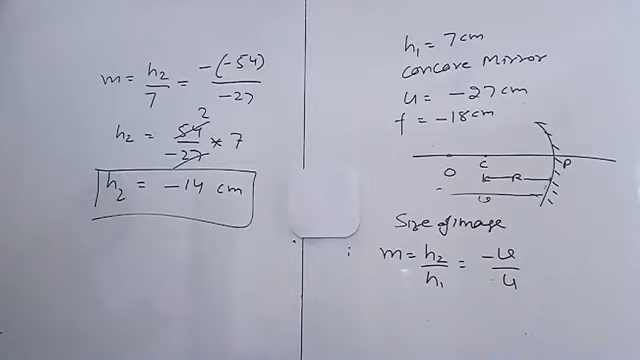 m = h₂/7 = -(-54)/-27
h₂ = 54/-27 * 7
2
h₂ = -14 cm
h₁ = 7cm
Concave Mirror
u = -27cm
f = -18cm
O C P
R
Size of image
m = h₂/h₁ = -v/u